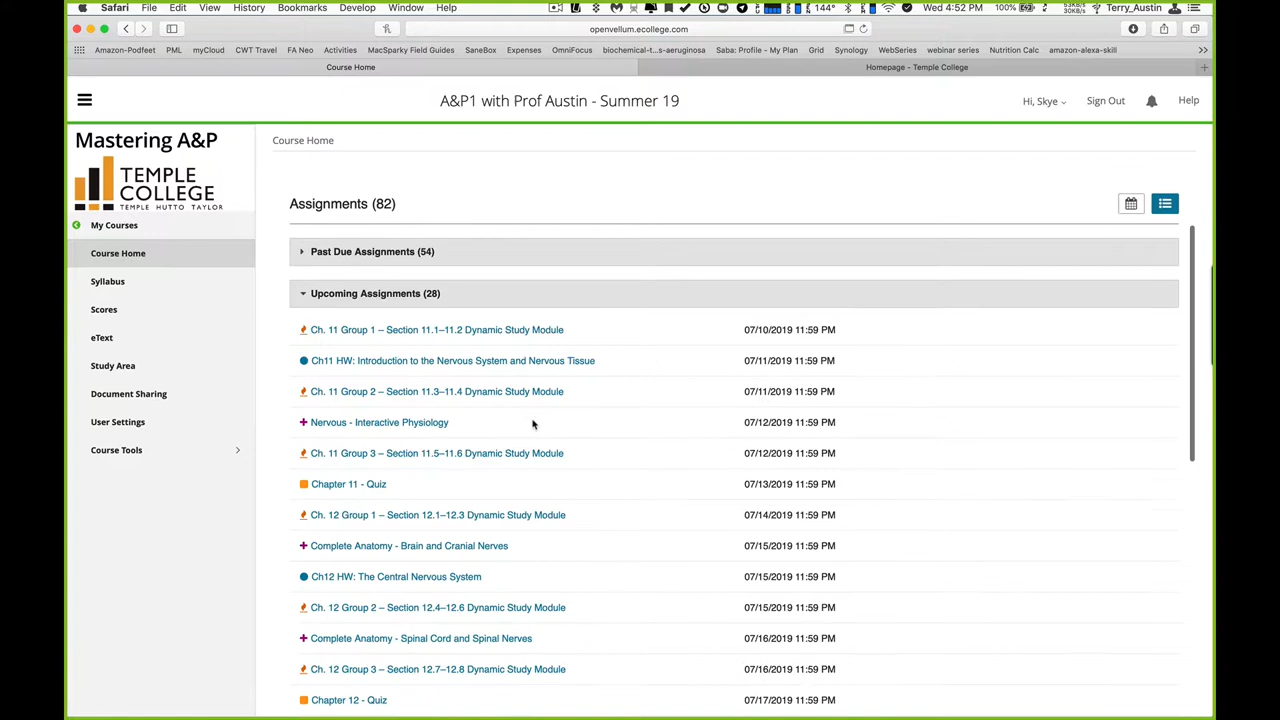 Safari File Edit View History Bookmarks Develop Window Help 144° Wed 4:52 PM 100% Terry_Austin
openvellum.ecollege.com
Amazon-Podfeet PML myCloud CWT Travel FA Neo Activities MacSparky Field Guides SaneBox Expenses OmniFocus biochemical-t...s-aeruginosa Saba: Profile - My Plan Grid Synology WebSeries webinar series Nutrition Calc amazon-alexa-skill
Course Home Homepage - Temple College
A&P1 with Prof Austin - Summer 19
Hi, Skye Sign Out Help
Mastering A&P
TEMPLE
COLLEGE
TEMPLE HUTTO TAYLOR
My Courses
Course Home
Syllabus
Scores
eText
Study Area
Document Sharing
User Settings
Course Tools
Course Home
Assignments (82)
Past Due Assignments (54)
Upcoming Assignments (28)
Ch. 11 Group 1 – Section 11.1–11.2 Dynamic Study Module 07/10/2019 11:59 PM
Ch11 HW: Introduction to the Nervous System and Nervous Tissue 07/11/2019 11:59 PM
Ch. 11 Group 2 – Section 11.3–11.4 Dynamic Study Module 07/11/2019 11:59 PM
Nervous - Interactive Physiology 07/12/2019 11:59 PM
Ch. 11 Group 3 – Section 11.5–11.6 Dynamic Study Module 07/12/2019 11:59 PM
Chapter 11 - Quiz 07/13/2019 11:59 PM
Ch. 12 Group 1 – Section 12.1–12.3 Dynamic Study Module 07/14/2019 11:59 PM
Complete Anatomy - Brain and Cranial Nerves 07/15/2019 11:59 PM
Ch12 HW: The Central Nervous System 07/15/2019 11:59 PM
Ch. 12 Group 2 – Section 12.4–12.6 Dynamic Study Module 07/15/2019 11:59 PM
Complete Anatomy - Spinal Cord and Spinal Nerves 07/16/2019 11:59 PM
Ch. 12 Group 3 – Section 12.7–12.8 Dynamic Study Module 07/16/2019 11:59 PM
Chapter 12 - Quiz 07/17/2019 11:59 PM